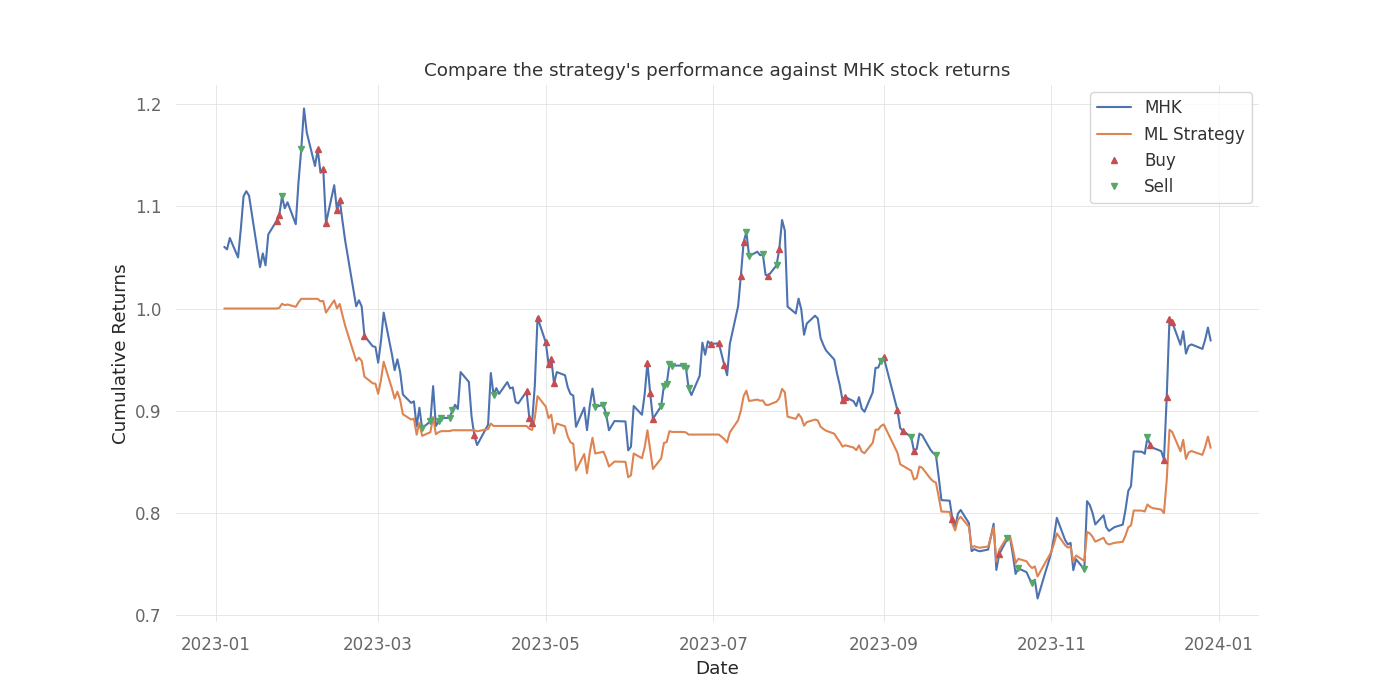 Compare the strategy's performance against MHK stock returns
MHK
ML Strategy
Buy
Sell
Cumulative Returns
1.2
1.1
1.0
0.9
0.8
0.7
2023-01
2023-03
2023-05
2023-07
2023-09
2023-11
2024-01
Date